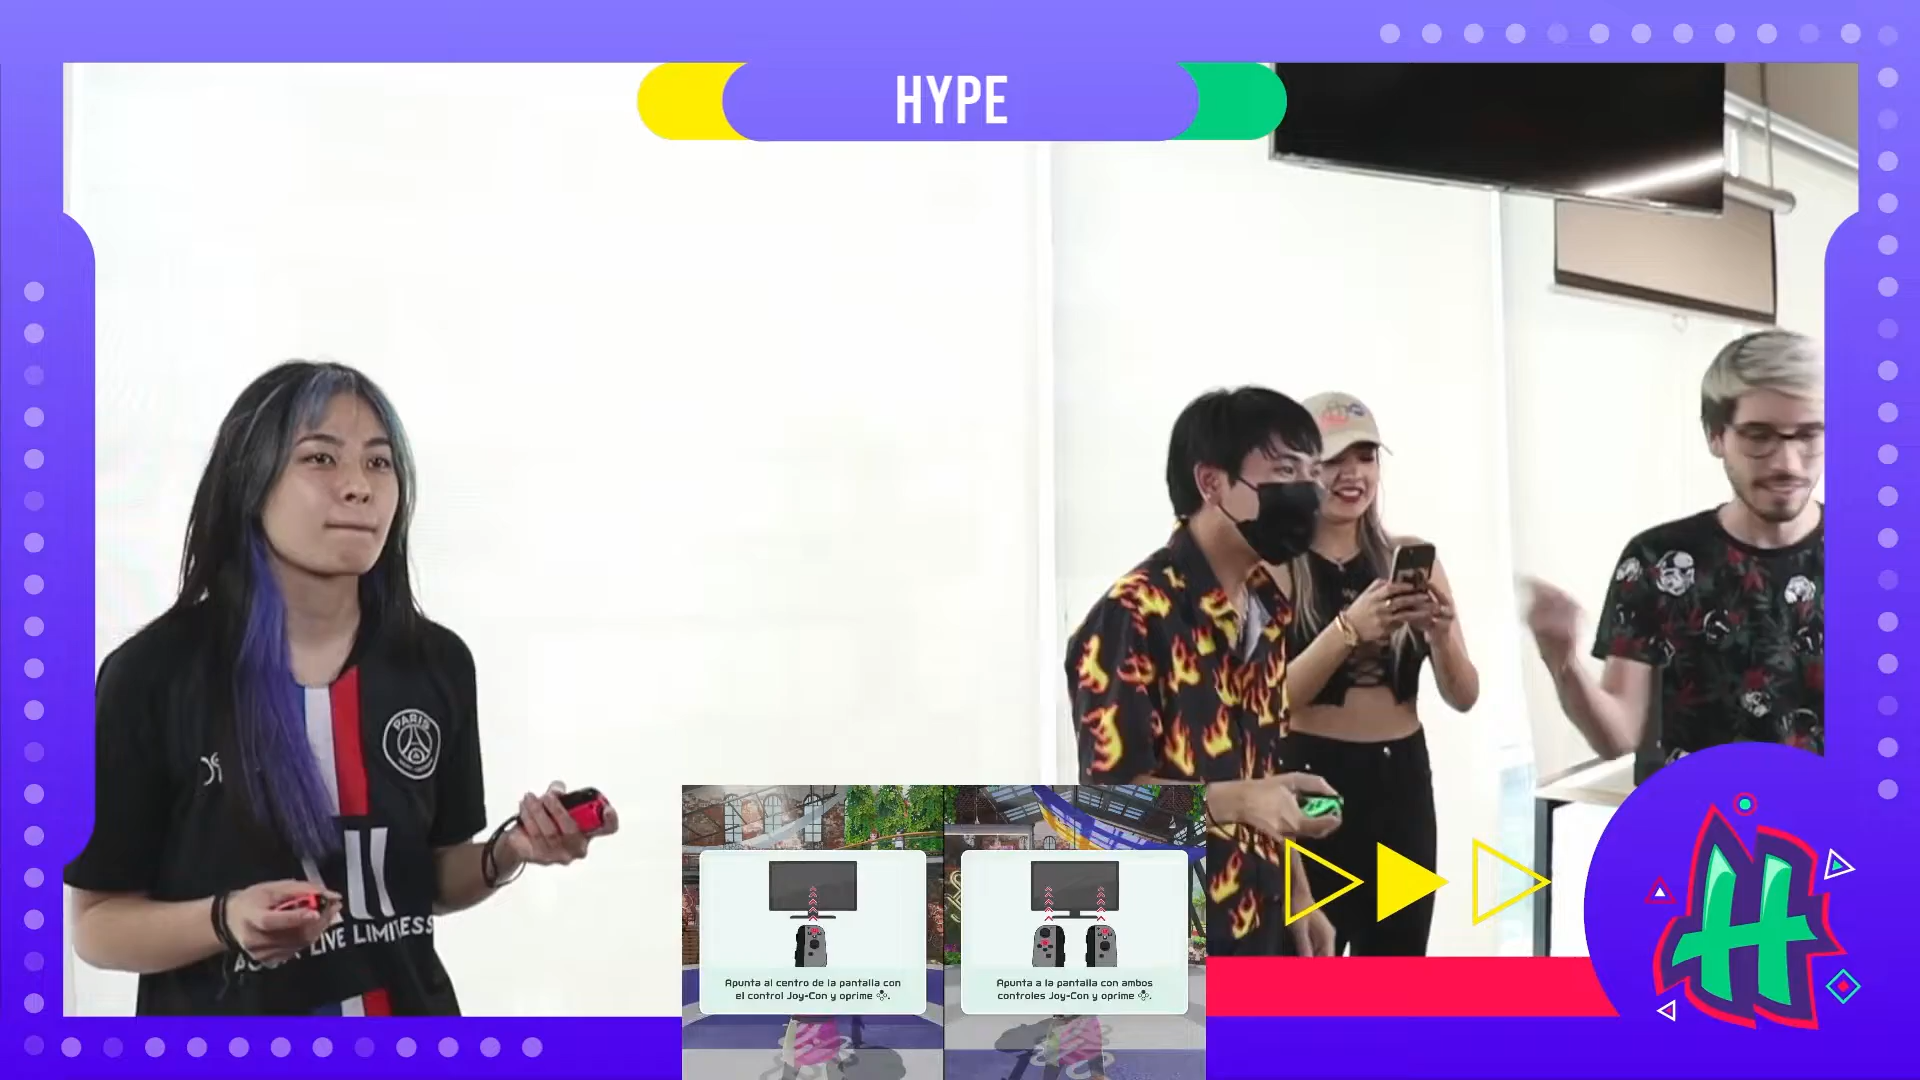 HYPE
PARIS
LIVE LIMITLESS
Apunta al centro de la pantalla con
el control Joy-Con y oprime
Apunta a la pantalla con ambos
controles Joy-Con y oprime
H